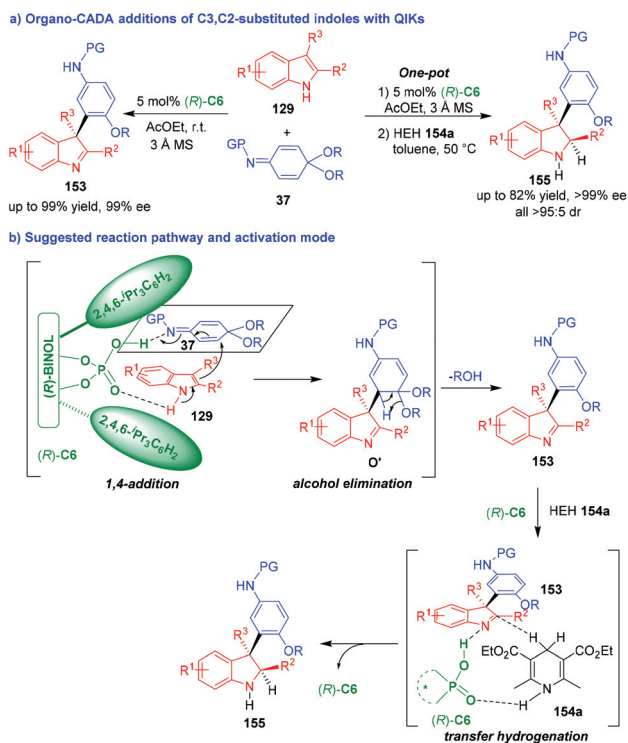 a) Organo-CADA additions of C3,C2-substituted indoles with QIKs
PG
HN
R³
OR
R¹
R²
N
153
up to 99% yield, 99% ee
5 mol% (R)-C6
AcOEt, r.t.
3 Å MS
R³
R¹
R²
N
H
129
+
GP
N
OR
OR
37
One-pot
1) 5 mol% (R)-C6
AcOEt, 3 Å MS
2) HEH 154a
toluene, 50 °C
PG
HN
R³
OR
R²
R¹
N
H
H
155
up to 82% yield, >99% ee
all >95:5 dr
b) Suggested reaction pathway and activation mode
2,4,6-ⁱPr₃C₆H₂
(R)-BINOL
O
O
P
O
H
O
GP
N
37
OR
OR
R³
R¹
R²
N
H
129
2,4,6-ⁱPr₃C₆H₂
(R)-C6
1,4-addition
PG
HN
R³
OR
OR
H
R¹
R²
N
O'
alcohol elimination
-ROH
PG
HN
R³
OR
R¹
R²
N
153
(R)-C6
HEH 154a
PG
HN
153
R³
OR
R¹
R²
N
H
O
*
P
O
(R)-C6
H H
EtO₂C
CO₂Et
N
H
154a
transfer hydrogenation
(R)-C6
PG
HN
R³
OR
R²
R¹
N
H
H
155